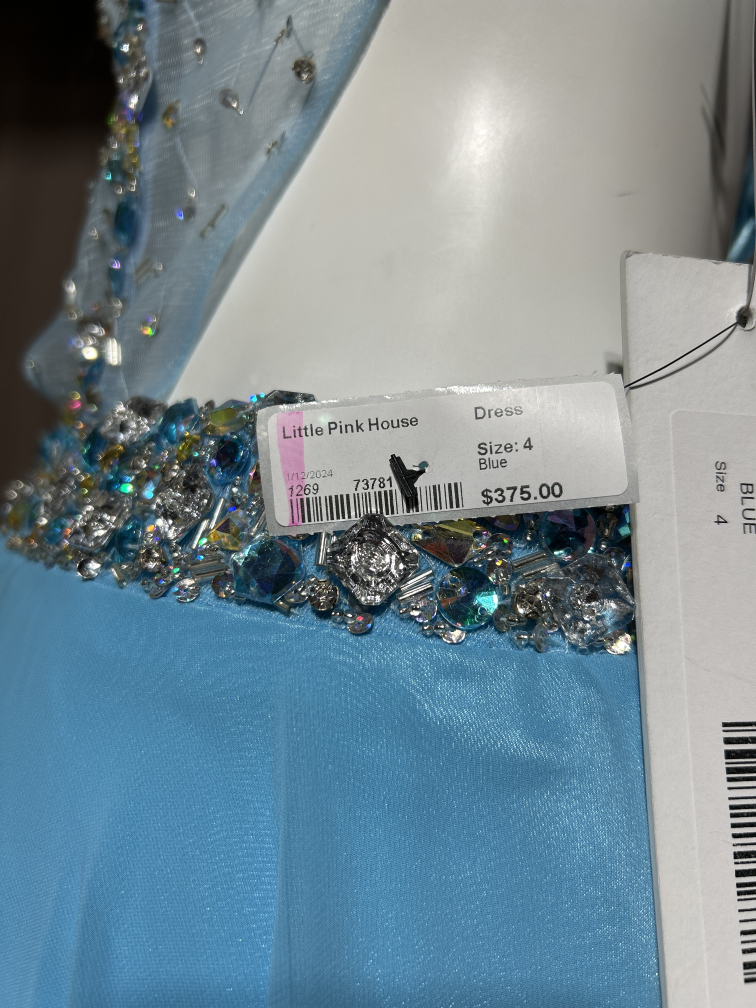 Little Pink House
Dress
Size: 4
Blue
1/12/2024
1269
73781
$375.00
BLUE
Size 4